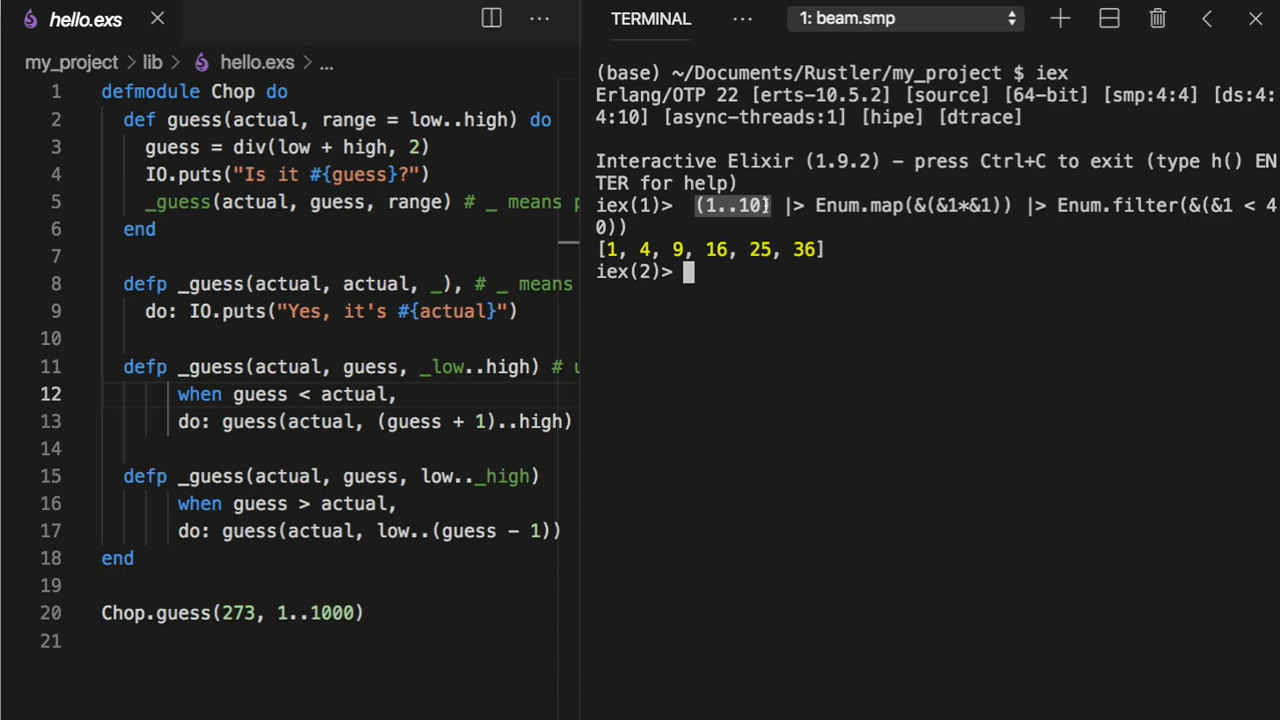 hello.exs
my_project > lib > hello.exs > ...
1 defmodule Chop do
2 def guess(actual, range = low..high) do
3 guess = div(low + high, 2)
4 IO.puts("Is it #{guess}?")
5 _guess(actual, guess, range) # _ means
6 end
7
8 defp _guess(actual, actual, _), # _ means
9 do: IO.puts("Yes, it's #{actual}")
10
11 defp _guess(actual, guess, _low..high) #
12 when guess < actual,
13 do: guess(actual, (guess + 1)..high)
14
15 defp _guess(actual, guess, low.._high)
16 when guess > actual,
17 do: guess(actual, low..(guess - 1))
18 end
19
20 Chop.guess(273, 1..1000)
21
TERMINAL ... 1: beam.smp
(base) ~/Documents/Rustler/my_project $ iex
Erlang/OTP 22 [erts-10.5.2] [source] [64-bit] [smp:4:4] [ds:4:
4:10] [async-threads:1] [hipe] [dtrace]
Interactive Elixir (1.9.2) - press Ctrl+C to exit (type h() EN
TER for help)
iex(1)> (1..10) |> Enum.map(&(&1*&1)) |> Enum.filter(&(&1 < 4
0))
[1, 4, 9, 16, 25, 36]
iex(2)>